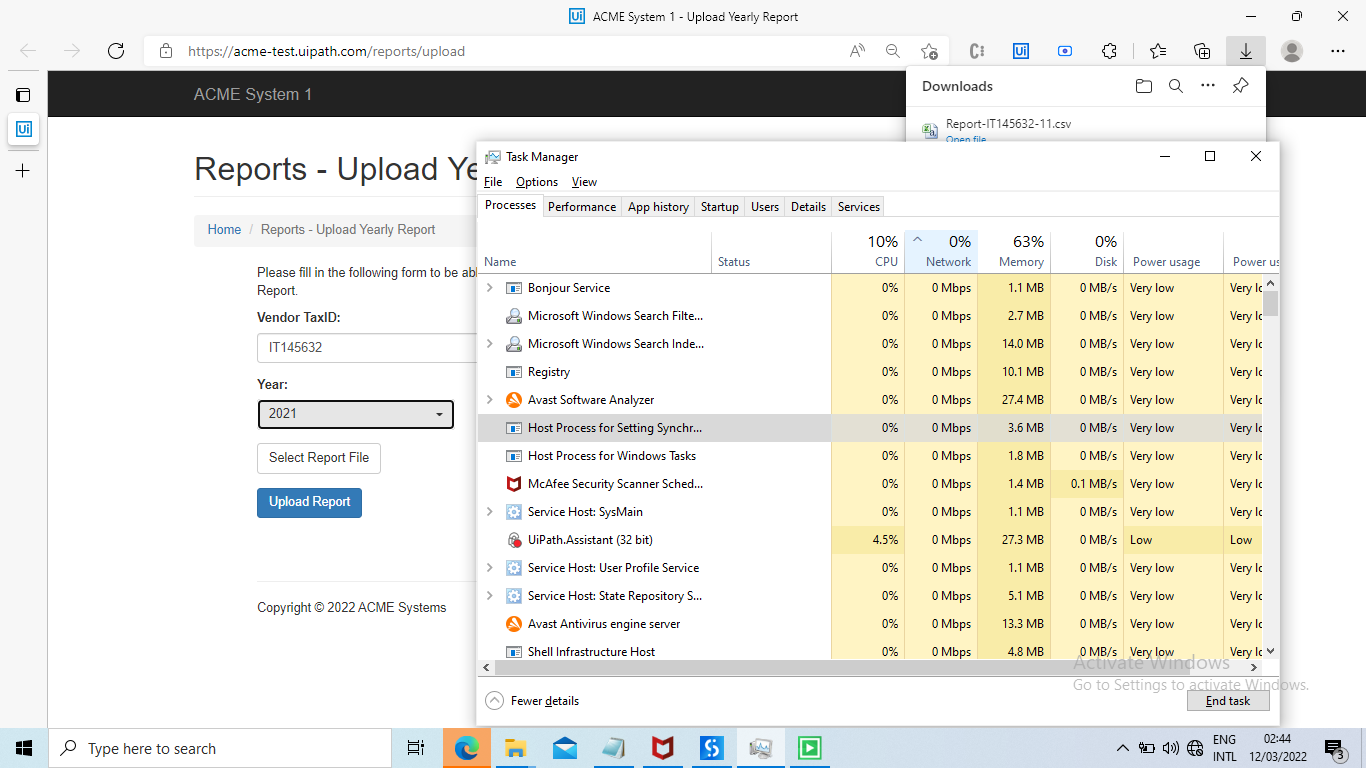 ACME System 1 - Upload Yearly Report
https://acme-test.uipath.com/reports/upload
ACME System 1
Downloads
Report-IT145632-11.csv
Open file
Reports - Upload Ye
Home / Reports - Upload Yearly Report
Please fill in the following form to be abl
Report.
Vendor TaxID:
IT145632
Year:
2021
Select Report File
Upload Report
Copyright © 2022 ACME Systems
Task Manager
File Options View
Processes Performance App history Startup Users Details Services
10% 0% 63% 0%
Name Status CPU Network Memory Disk Power usage Power us
Bonjour Service 0% 0 Mbps 1.1 MB 0 MB/s Very low Very lc
Microsoft Windows Search Filte... 0% 0 Mbps 2.7 MB 0 MB/s Very low Very lc
Microsoft Windows Search Inde... 0% 0 Mbps 14.0 MB 0 MB/s Very low Very lc
Registry 0% 0 Mbps 10.1 MB 0 MB/s Very low Very lc
Avast Software Analyzer 0% 0 Mbps 27.4 MB 0 MB/s Very low Very lc
Host Process for Setting Synchr... 0% 0 Mbps 3.6 MB 0 MB/s Very low Very lc
Host Process for Windows Tasks 0% 0 Mbps 1.8 MB 0 MB/s Very low Very lc
McAfee Security Scanner Sched... 0% 0 Mbps 1.4 MB 0.1 MB/s Very low Very lc
Service Host: SysMain 0% 0 Mbps 1.1 MB 0 MB/s Very low Very lc
UiPath.Assistant (32 bit) 4.5% 0 Mbps 27.3 MB 0 MB/s Low Low
Service Host: User Profile Service 0% 0 Mbps 1.1 MB 0 MB/s Very low Very lc
Service Host: State Repository S... 0% 0 Mbps 5.1 MB 0 MB/s Very low Very lc
Avast Antivirus engine server 0% 0 Mbps 13.3 MB 0 MB/s Very low Very lc
Shell Infrastructure Host 0% 0 Mbps 4.8 MB 0 MB/s Very low Very lc
Activate Windows
Go to Settings to activate Windows.
Fewer details
End task
Type here to search
ENG
INTL
02:44
12/03/2022
3